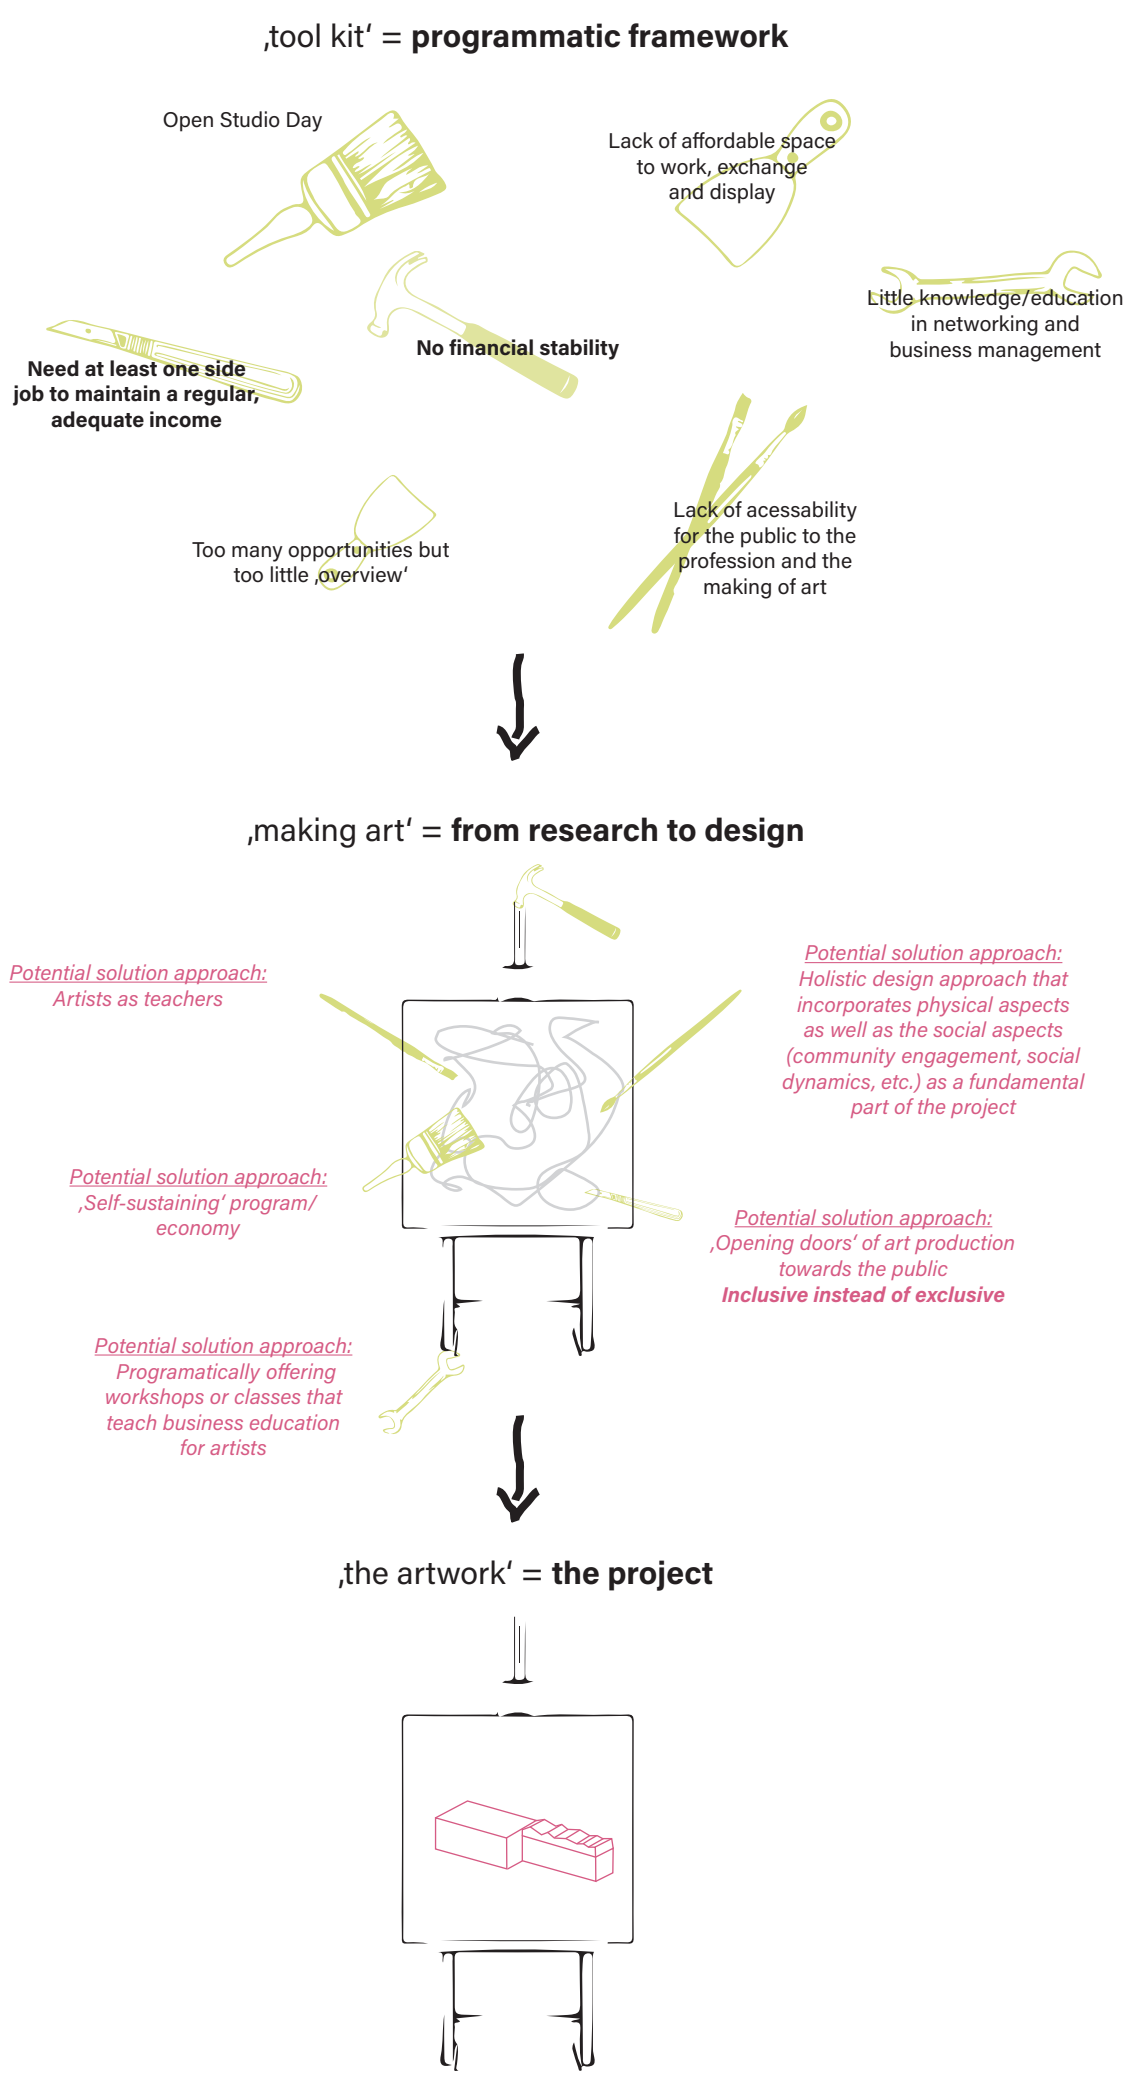 ‚tool kit‘ = programmatic framework
Open Studio Day
Lack of affordable space
to work, exchange
and display
Little knowledge/education
in networking and
business management
No financial stability
Need at least one side
job to maintain a regular,
adequate income
Lack of acessability
for the public to the
profession and the
making of art
Too many opportunities but
too little ‚overview‘
‚making art‘ = from research to design
Potential solution approach:
Artists as teachers
Potential solution approach:
Holistic design approach that
incorporates physical aspects
as well as the social aspects
(community engagement, social
dynamics, etc.) as a fundamental
part of the project
Potential solution approach:
‚Self-sustaining‘ program/
economy
Potential solution approach:
‚Opening doors‘ of art production
towards the public
Inclusive instead of exclusive
Potential solution approach:
Programatically offering
workshops or classes that
teach business education
for artists
‚the artwork‘ = the project